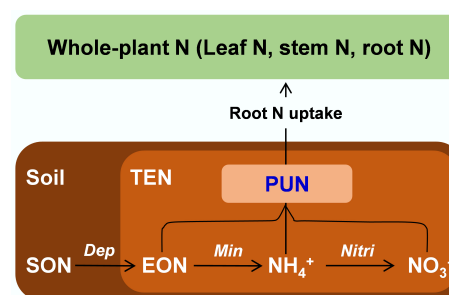 Whole-plant N (Leaf N, stem N, root N)
Root N uptake
Soil TEN PUN
Dep Min Nitri
SON EON NH₄⁺ NO₃⁻